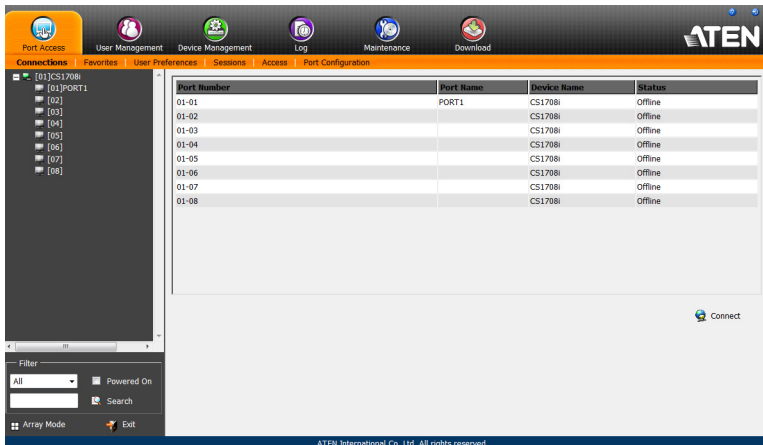 ATEN
Port Access User Management Device Management Log Maintenance Download
Connections Favorites User Preferences Sessions Access Port Configuration
[01]CS1708i
[01]PORT1
[02]
[03]
[04]
[05]
[06]
[07]
[08]
Port Number Port Name Device Name Status
01-01 PORT1 CS1708i Offline
01-02 CS1708i Offline
01-03 CS1708i Offline
01-04 CS1708i Offline
01-05 CS1708i Offline
01-06 CS1708i Offline
01-07 CS1708i Offline
01-08 CS1708i Offline
Connect
Filter
All Powered On
Search
Array Mode Exit
ATEN International Co. Ltd. All rights reserved